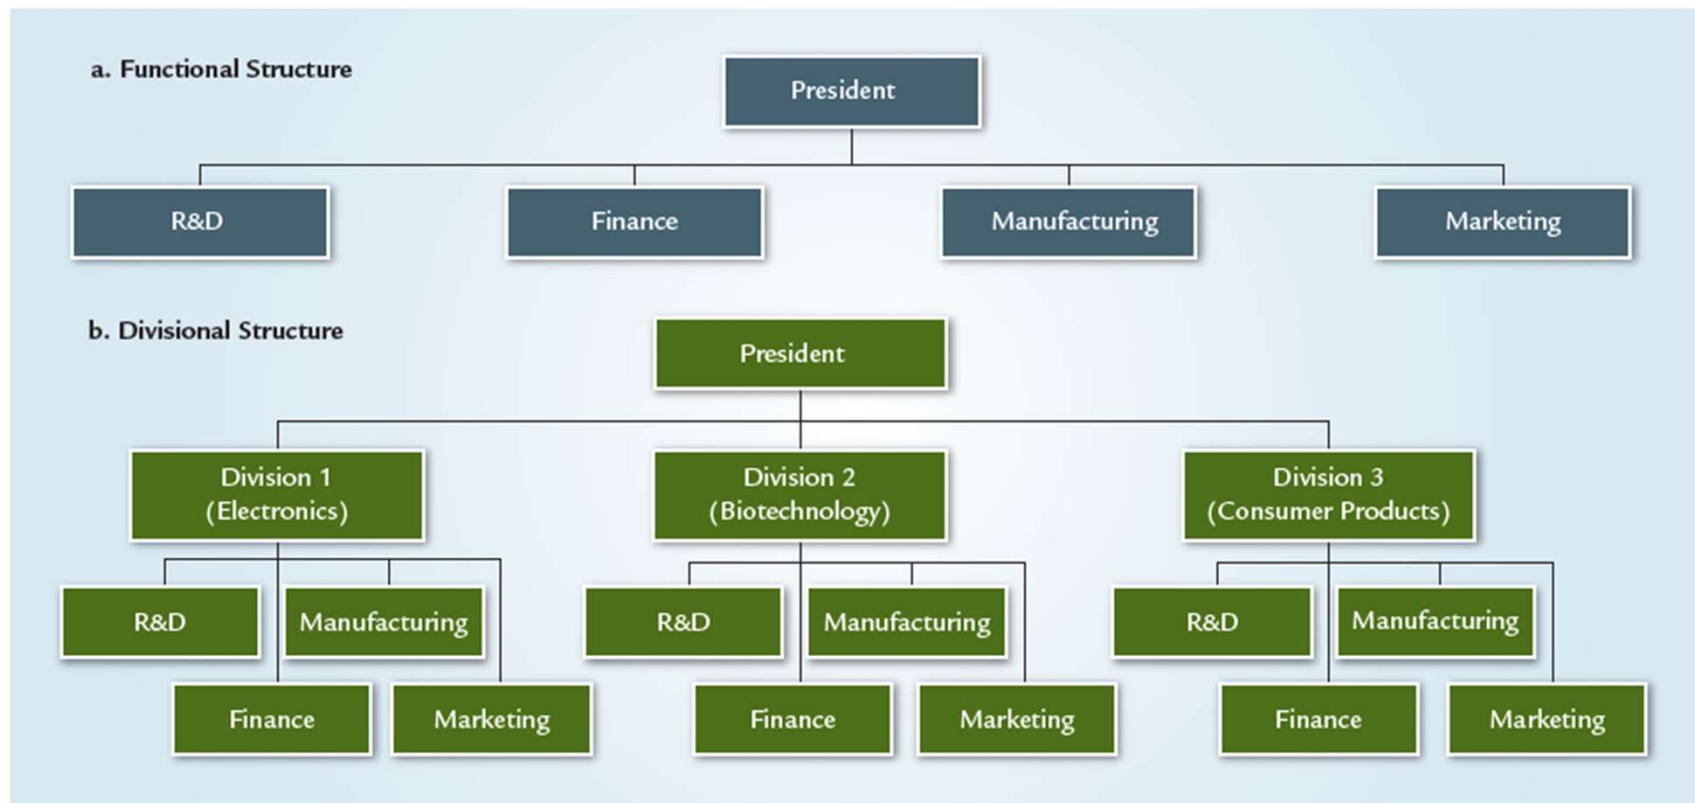 a. Functional Structure
President
R&D
Finance
Manufacturing
Marketing
b. Divisional Structure
President
Division 1
(Electronics)
Division 2
(Biotechnology)
Division 3
(Consumer Products)
R&D
Manufacturing
Finance
Marketing
R&D
Manufacturing
Finance
Marketing
R&D
Manufacturing
Finance
Marketing